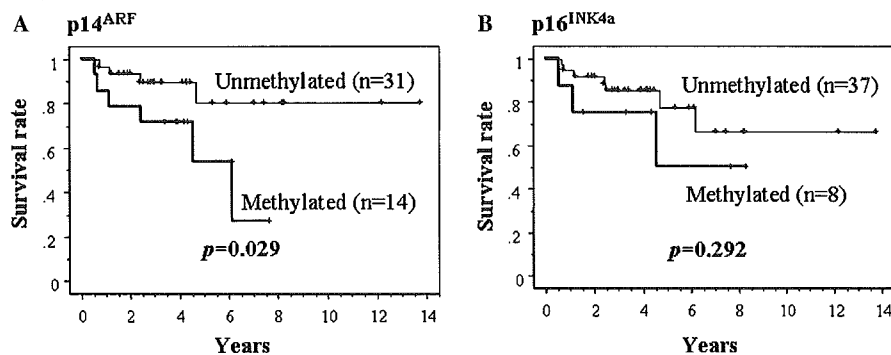 A p14ARF
1
.8
.6
.4
.2
0
Survival rate
Unmethylated (n=31)
Methylated (n=14)
p=0.029
0 2 4 6 8 10 12 14
Years
B p16INK4a
1
.8
.6
.4
.2
0
Survival rate
Unmethylated (n=37)
Methylated (n=8)
p=0.292
0 2 4 6 8 10 12 14
Years